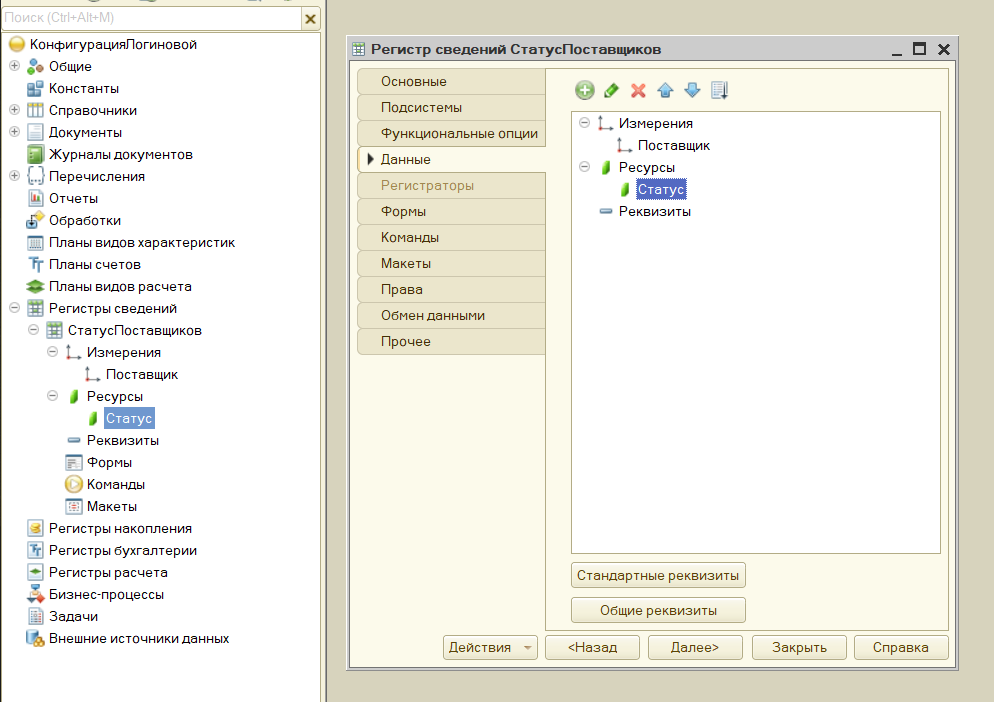 Поиск (Ctrl+Alt+M)
КонфигурацияЛогиновой
Общие
Константы
Справочники
Документы
Журналы документов
Перечисления
Отчеты
Обработки
Планы видов характеристик
Планы счетов
Планы видов расчета
Регистры сведений
СтатусПоставщиков
Измерения
Поставщик
Ресурсы
Статус
Реквизиты
Формы
Команды
Макеты
Регистры накопления
Регистры бухгалтерии
Регистры расчета
Бизнес-процессы
Задачи
Внешние источники данных
Регистр сведений СтатусПоставщиков
Основные
Подсистемы
Функциональные опции
Данные
Регистраторы
Формы
Команды
Макеты
Права
Обмен данными
Прочее
Измерения
Поставщик
Ресурсы
Статус
Реквизиты
Стандартные реквизиты
Общие реквизиты
Действия <Назад Далее> Закрыть Справка